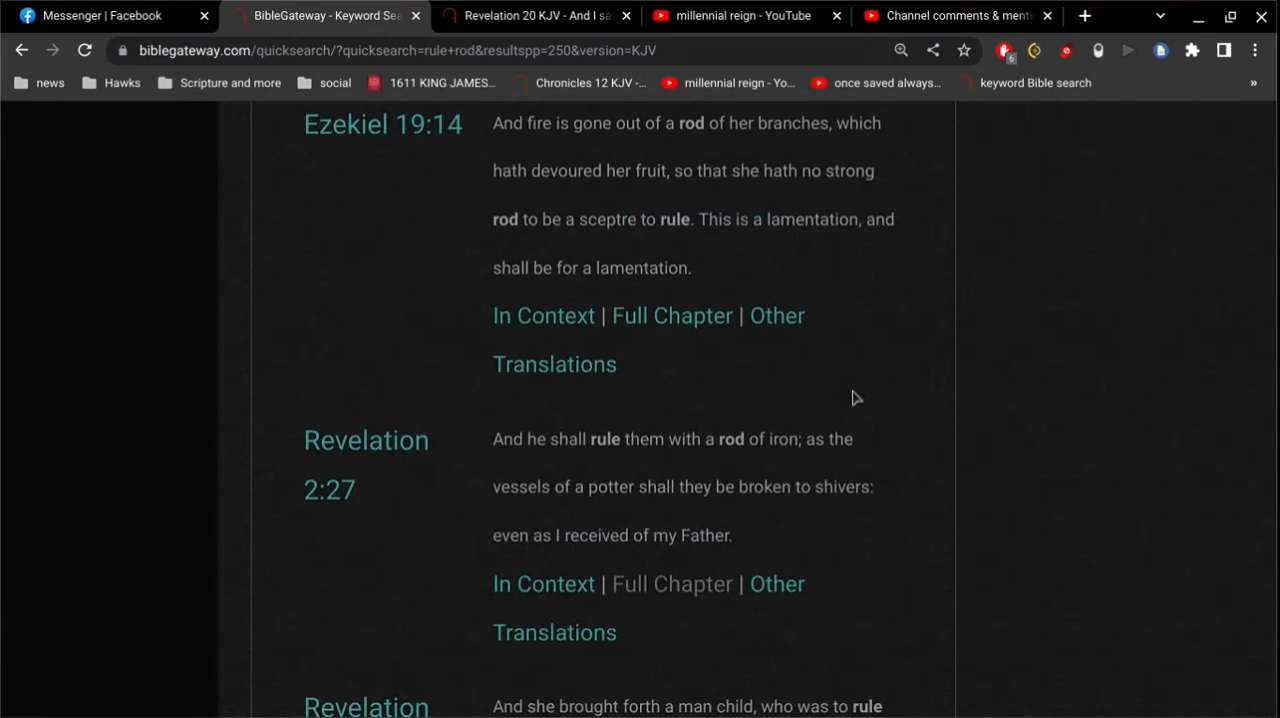 Messenger | Facebook
BibleGateway - Keyword Sea
Revelation 20 KJV - And I sa
millennial reign - YouTube
Channel comments & menti
biblegateway.com/quicksearch/?quicksearch=rule+rod&resultspp=250&version=KJV
6
news
Hawks
Scripture and more
social
1611 KING JAMES...
Chronicles 12 KJV -...
millennial reign - Yo...
once saved always...
keyword Bible search
»
Ezekiel 19:14
And fire is gone out of a rod of her branches, which
hath devoured her fruit, so that she hath no strong
rod to be a sceptre to rule. This is a lamentation, and
shall be for a lamentation.
In Context | Full Chapter | Other
Translations
Revelation
2:27
And he shall rule them with a rod of iron; as the
vessels of a potter shall they be broken to shivers:
even as I received of my Father.
In Context | Full Chapter | Other
Translations
Revelation
And she brought forth a man child, who was to rule